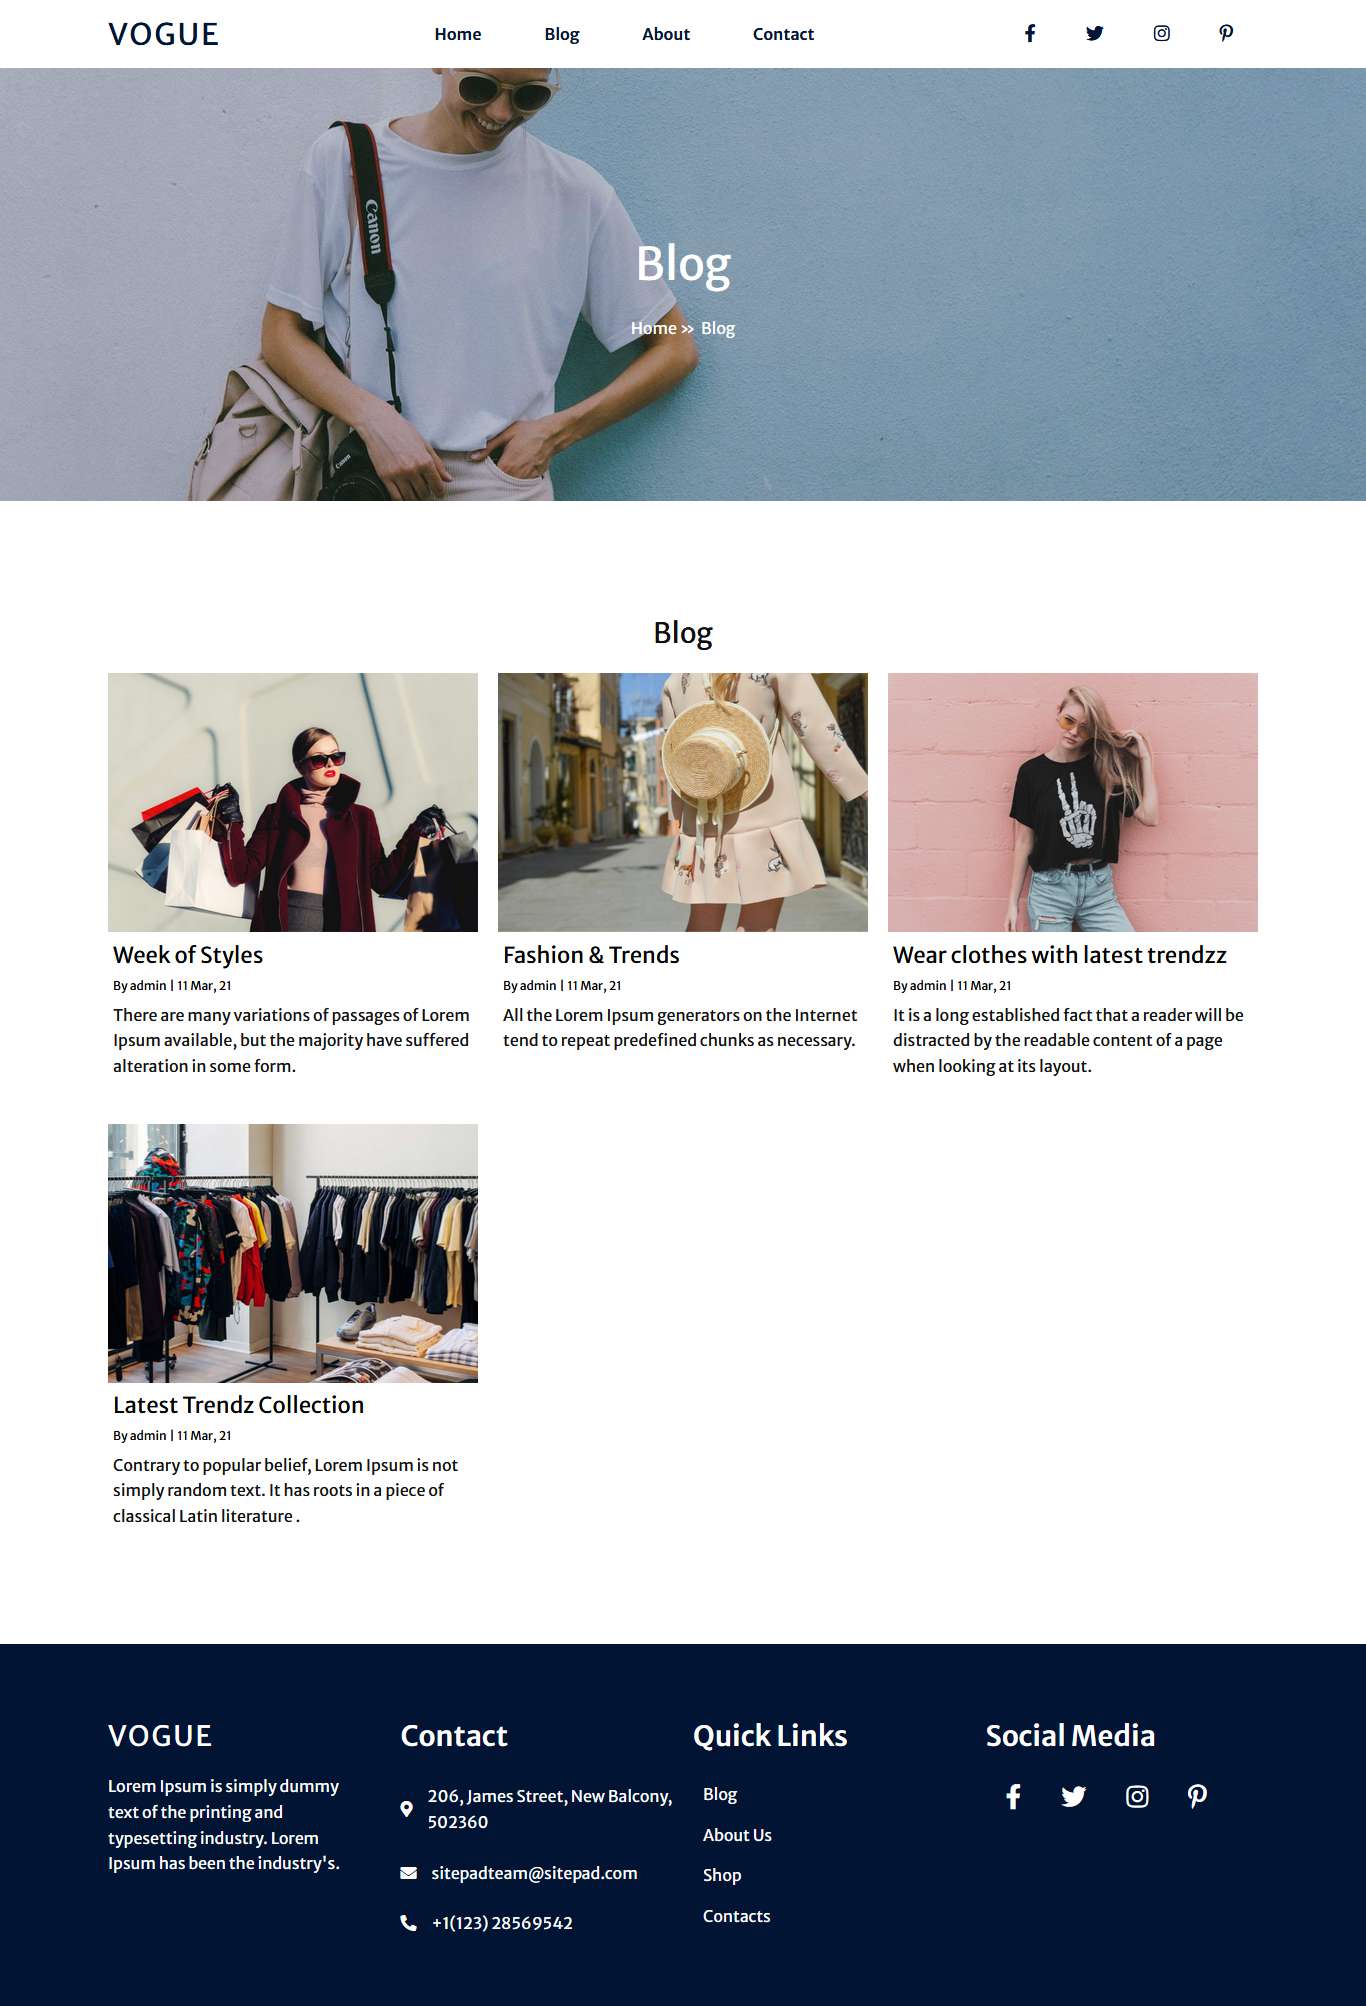 VOGUE
Home Blog About Contact
Canon
Blog
Home » Blog
Canon
Blog
Week of Styles
By admin | 11 Mar, 21
There are many variations of passages of Lorem
Ipsum available, but the majority have suffered
alteration in some form.
Fashion & Trends
By admin | 11 Mar, 21
All the Lorem Ipsum generators on the Internet
tend to repeat predefined chunks as necessary.
Wear clothes with latest trendzz
By admin | 11 Mar, 21
It is a long established fact that a reader will be
distracted by the readable content of a page
when looking at its layout.
Latest Trendz Collection
By admin | 11 Mar, 21
Contrary to popular belief, Lorem Ipsum is not
simply random text. It has roots in a piece of
classical Latin literature .
VOGUE
Lorem Ipsum is simply dummy
text of the printing and
typesetting industry. Lorem
Ipsum has been the industry's.
Contact
206, James Street, New Balcony,
502360
sitepadteam@sitepad.com
+1(123) 28569542
Quick Links
Blog
About Us
Shop
Contacts
Social Media